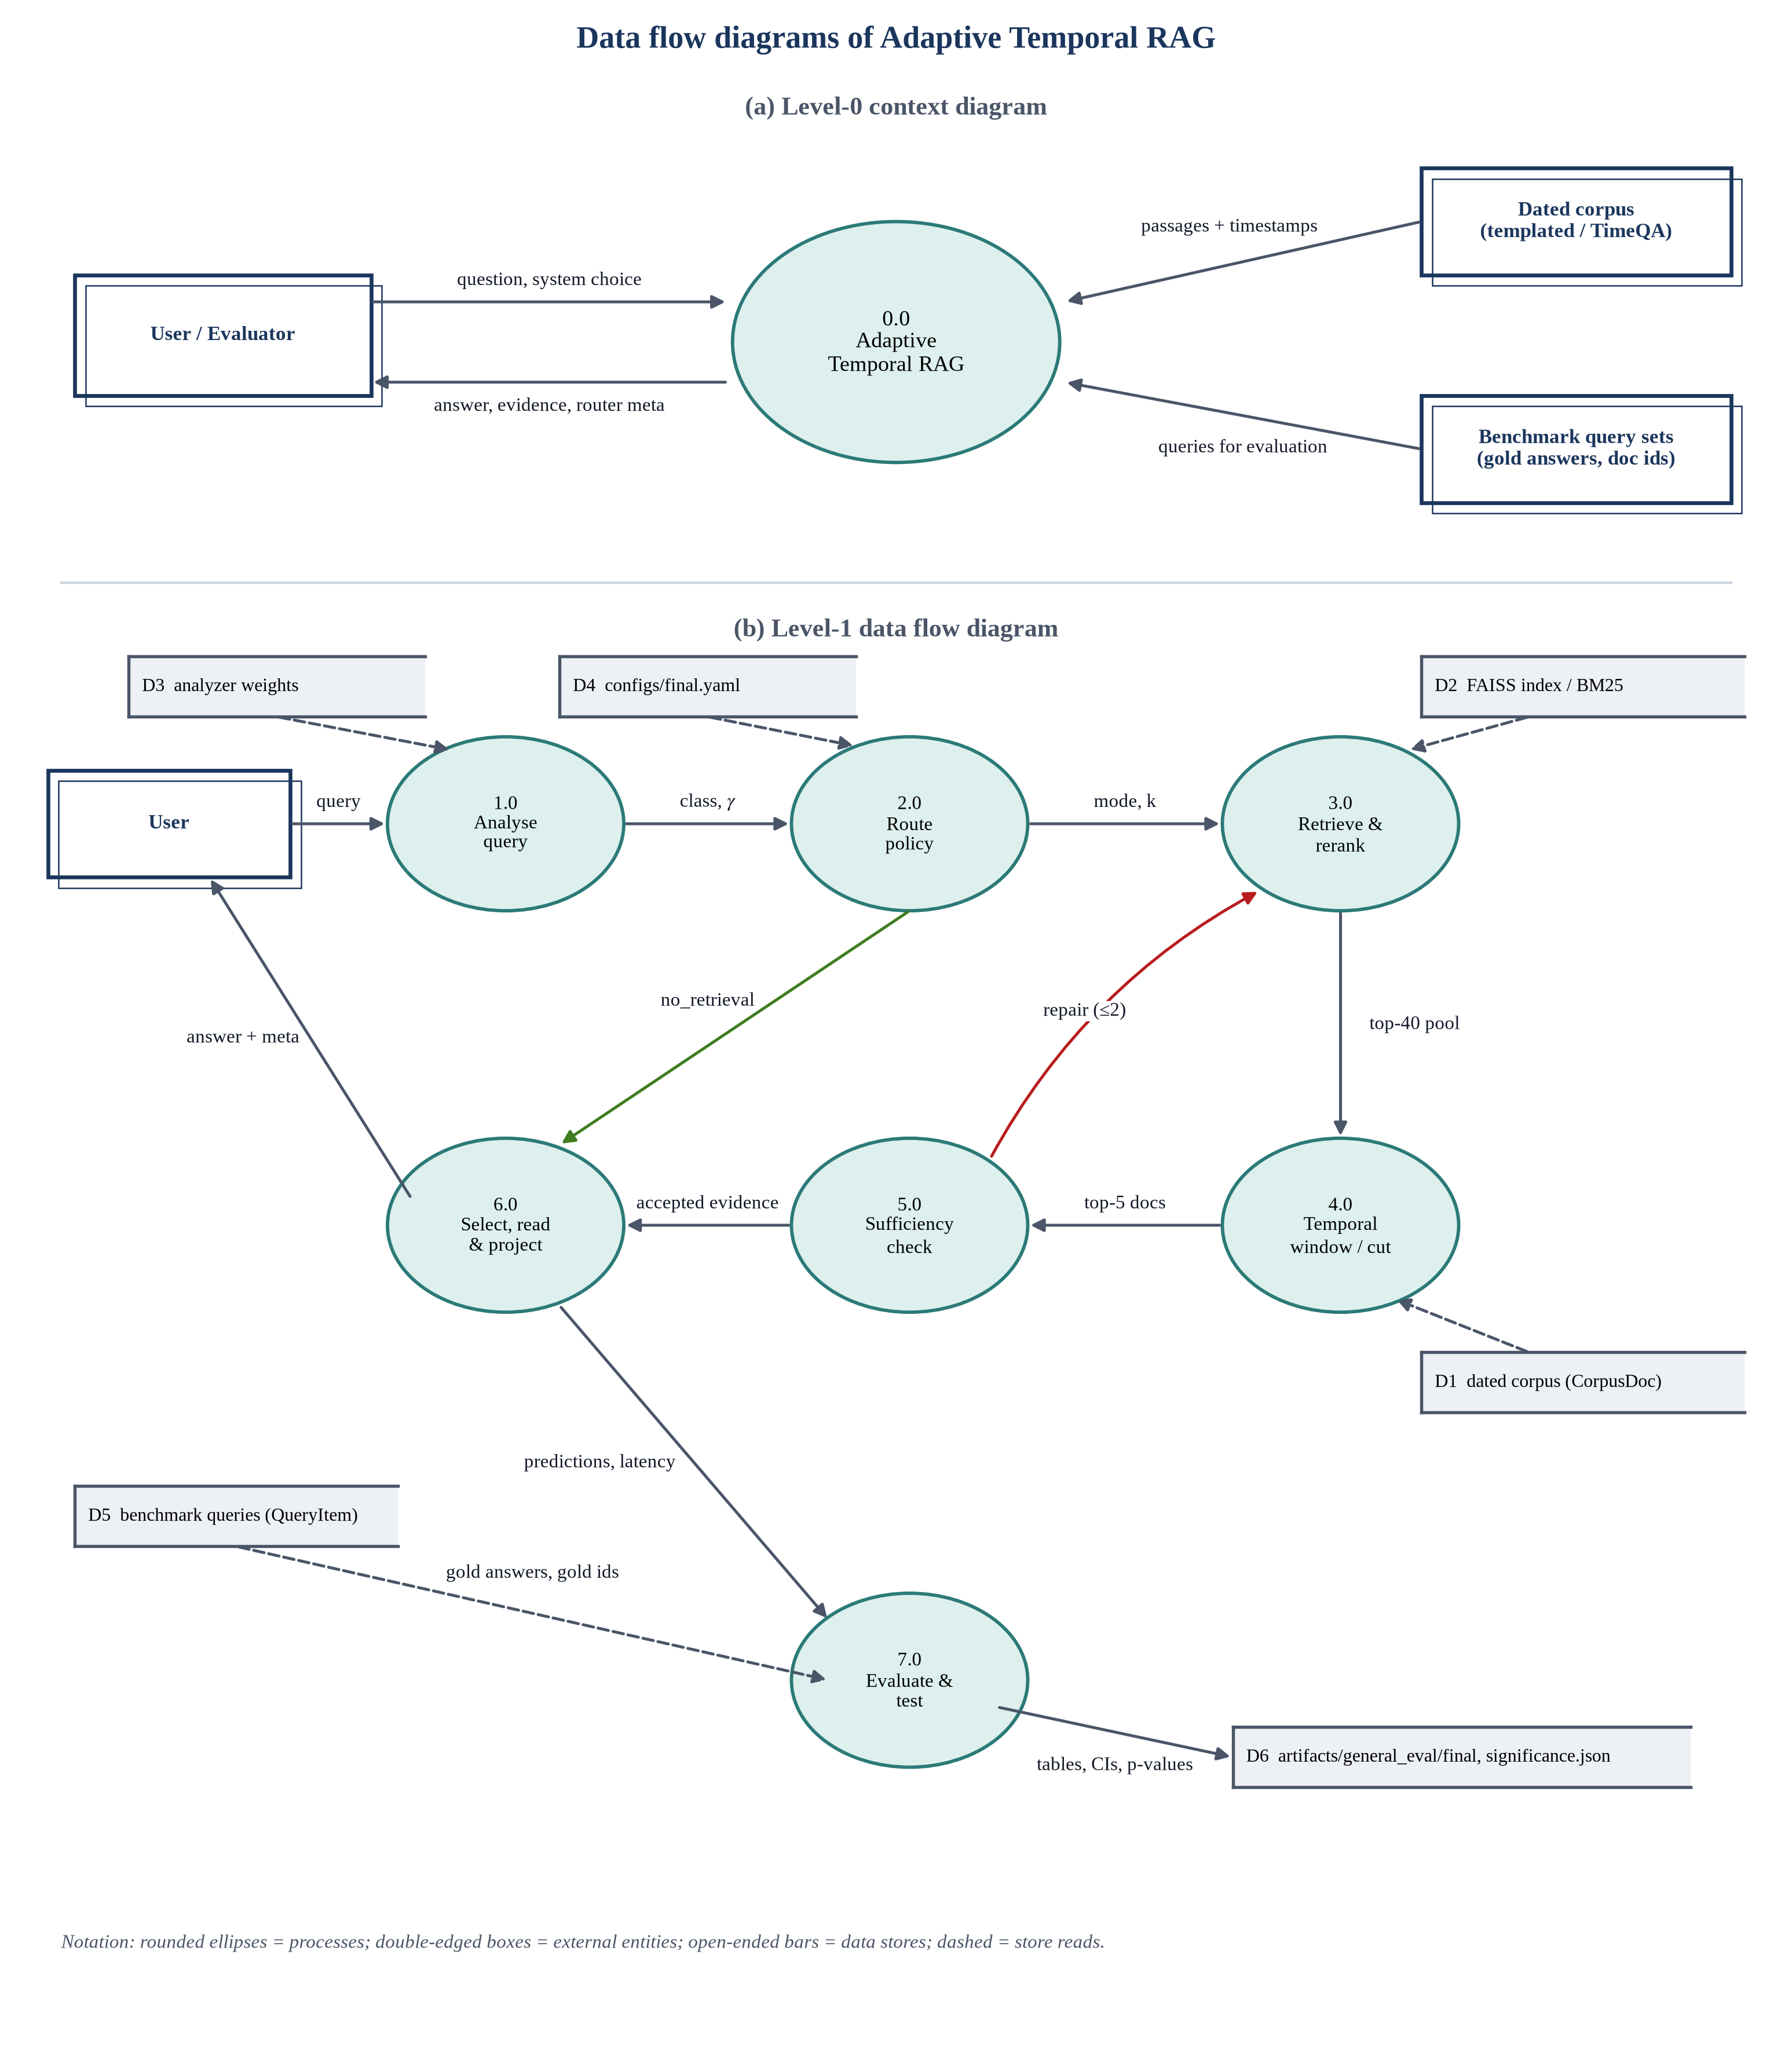 Data flow diagrams of Adaptive Temporal RAG
(a) Level-0 context diagram
Dated corpus
(templated / TimeQA)
passages + timestamps
question, system choice
User / Evaluator
0.0
Adaptive
Temporal RAG
answer, evidence, router meta
Benchmark query sets
(gold answers, doc ids)
queries for evaluation
(b) Level-1 data flow diagram
D3 analyzer weights
D4 configs/final.yaml
D2 FAISS index / BM25
User
query
1.0
Analyse
query
class, γ
2.0
Route
policy
mode, k
3.0
Retrieve &
rerank
no_retrieval
repair (≤2)
top-40 pool
answer + meta
6.0
Select, read
& project
accepted evidence
5.0
Sufficiency
check
top-5 docs
4.0
Temporal
window / cut
D1 dated corpus (CorpusDoc)
predictions, latency
D5 benchmark queries (QueryItem)
gold answers, gold ids
7.0
Evaluate &
test
tables, CIs, p-values
D6 artifacts/general_eval/final, significance.json
Notation: rounded ellipses = processes; double-edged boxes = external entities; open-ended bars = data stores; dashed = store reads.